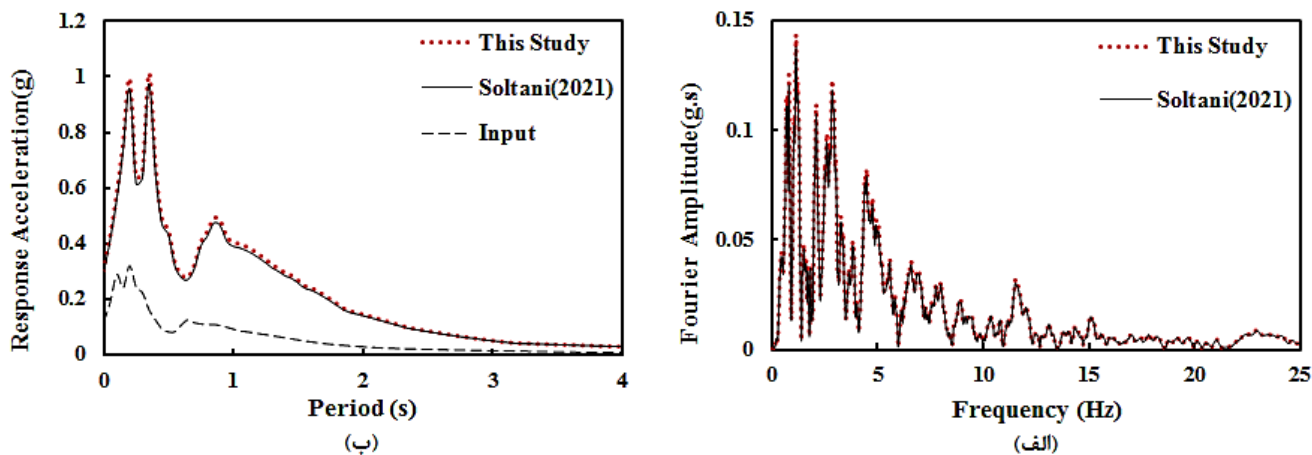 Response Acceleration(g)
1.2
1
0.8
0.6
0.4
0.2
0
0
1
2
3
4
This Study
Soltani(2021)
Input
Period (s)
(ب)
Fourier Amplitude(g.s)
0.15
0.1
0.05
0
0
5
10
15
20
25
This Study
Soltani(2021)
Frequency (Hz)
(الف)